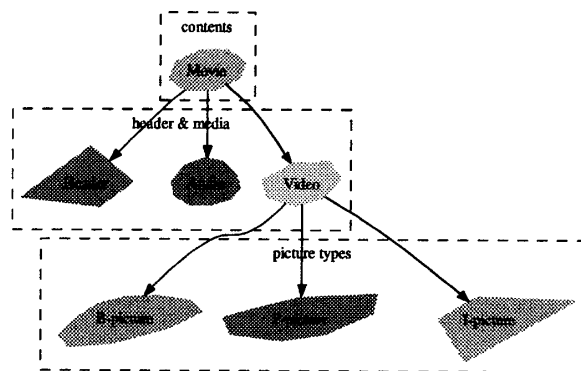 contents
Movie
header & media
Header
Audio
Video
picture types
B-picture
P-picture
I-picture